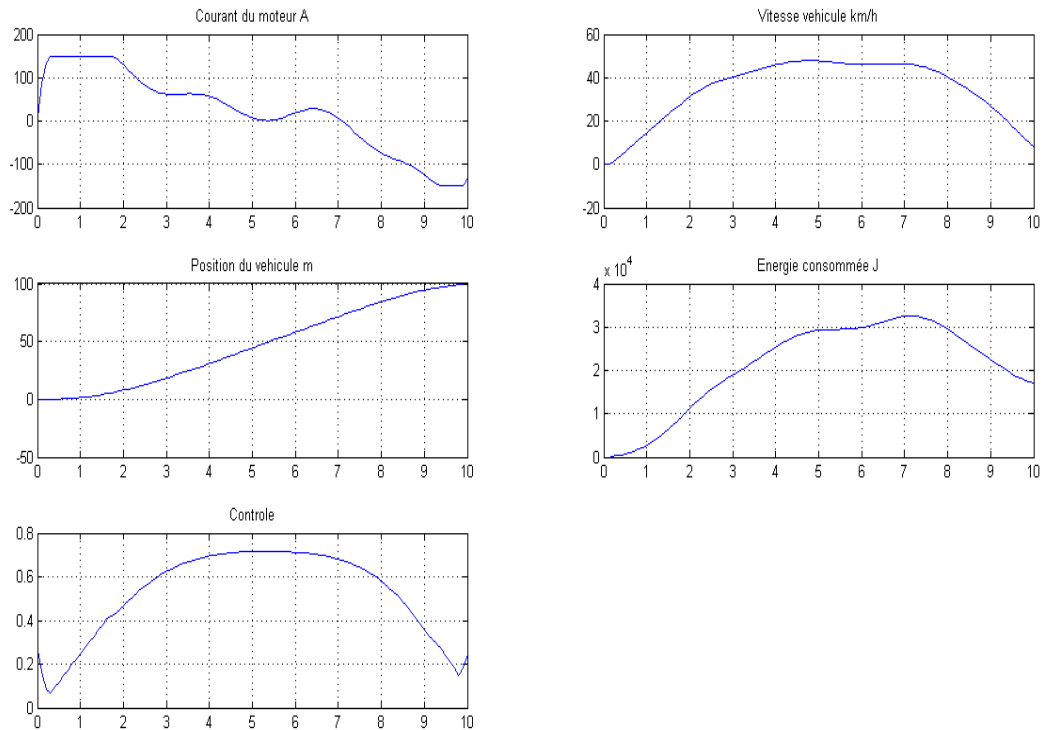 Courant du moteur A
200
100
0
-100
-200
0 1 2 3 4 5 6 7 8 9 10
Vitesse vehicule km/h
60
40
20
0
-20
0 1 2 3 4 5 6 7 8 9 10
Position du vehicule m
100
50
0
-50
0 1 2 3 4 5 6 7 8 9 10
Energie consommée J
x 10^4
4
3
2
1
0
0 1 2 3 4 5 6 7 8 9 10
Controle
0.8
0.6
0.4
0.2
0
0 1 2 3 4 5 6 7 8 9 10